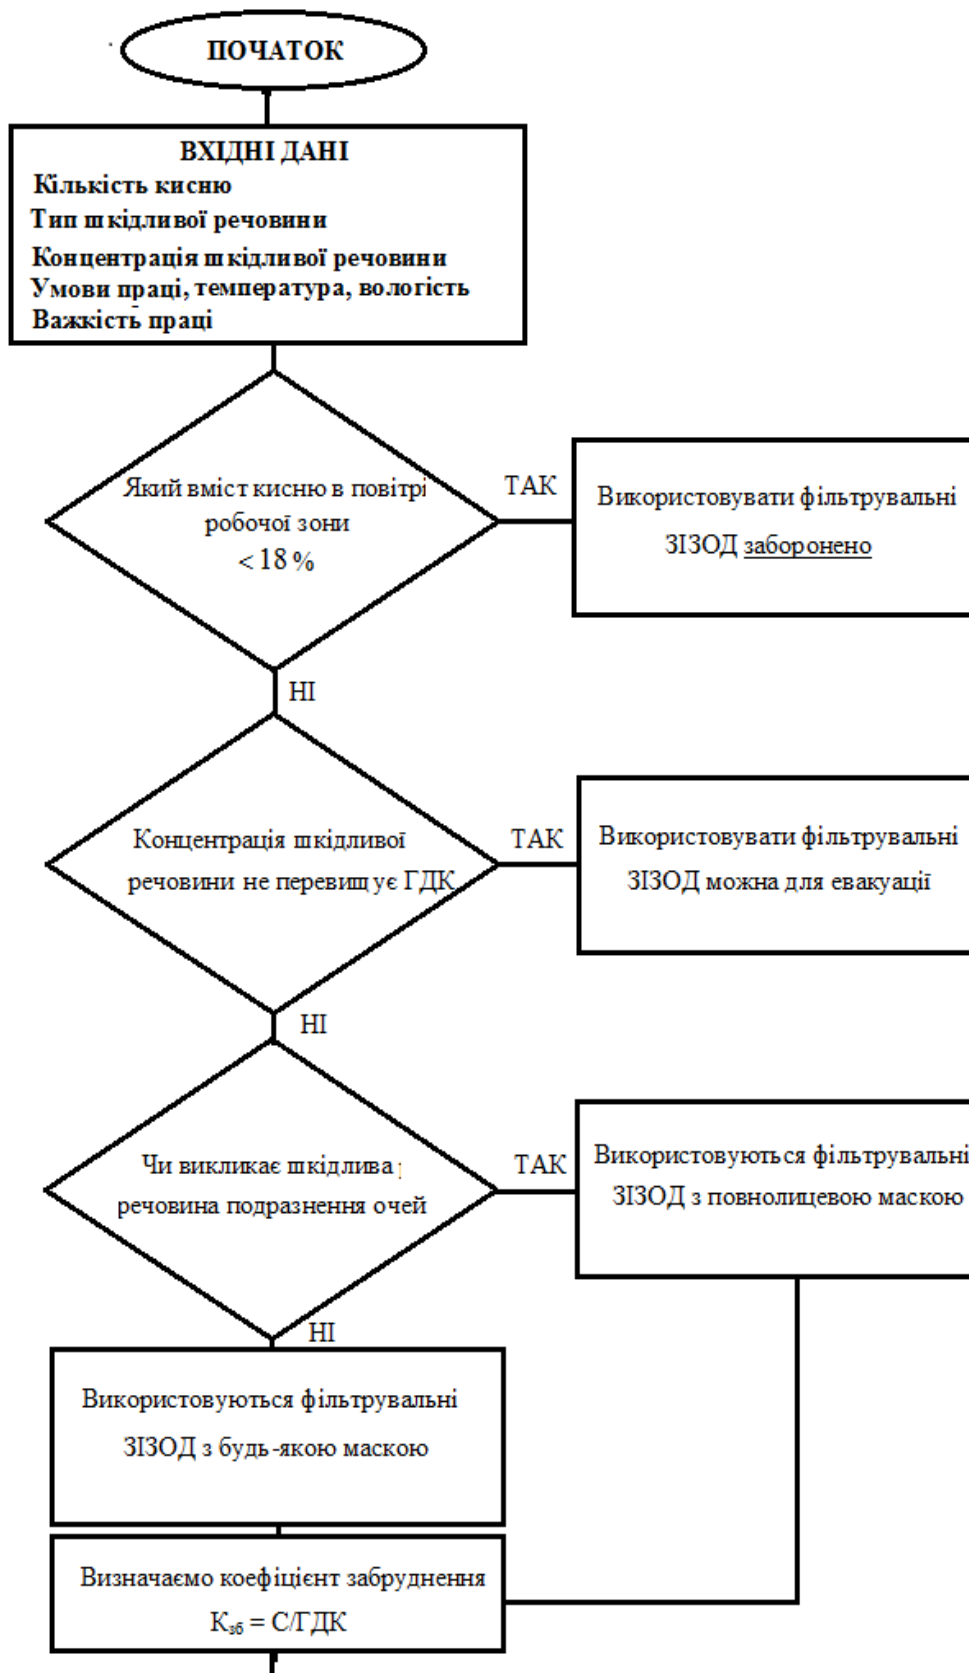 ПОЧАТОК
ВХІДНІ ДАНІ
Кількість кисню
Тип шкідливої речовини
Концентрація шкідливої речовини
Умови праці, температура, вологість
Важкість праці
Який вміст кисню в повітрі
робочої зони
< 18 %
ТАК
Використовувати фільтрувальні
ЗІЗОД заборонено
НІ
Концентрація шкідливої
речовини не перевищує ГДК
ТАК
Використовувати фільтрувальні
ЗІЗОД можна для евакуації
НІ
Чи викликає шкідлива
речовина подразнення очей
ТАК
Використовуються фільтрувальні
ЗІЗОД з повнолицевою маскою
НІ
Використовуються фільтрувальні
ЗІЗОД з будь-якою маскою
Визначаємо коефіцієнт забруднення
Kзб = С/ГДК